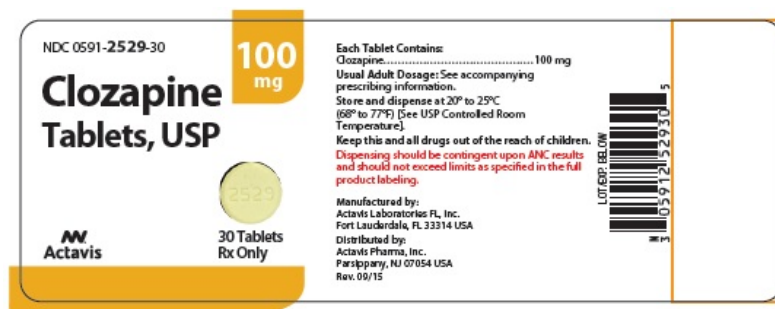 NDC 0591-2529-30
100
mg
Clozapine
Tablets, USP
2529
Actavis
30 Tablets
Rx Only
Each Tablet Contains:
Clozapine............................................100 mg
Usual Adult Dosage: See accompanying
prescribing information.
Store and dispense at 20° to 25°C
(68° to 77°F) [See USP Controlled Room
Temperature].
Keep this and all drugs out of the reach of children.
Dispensing should be contingent upon ANC results
and should not exceed limits as specified in the full
product labeling.
Manufactured by:
Actavis Laboratories FL, Inc.
Fort Lauderdale, FL 33314 USA
Distributed by:
Actavis Pharma, Inc.
Parsippany, NJ 07054 USA
Rev. 09/15
LOT/EXP. BELOW
3 05912 52930 5